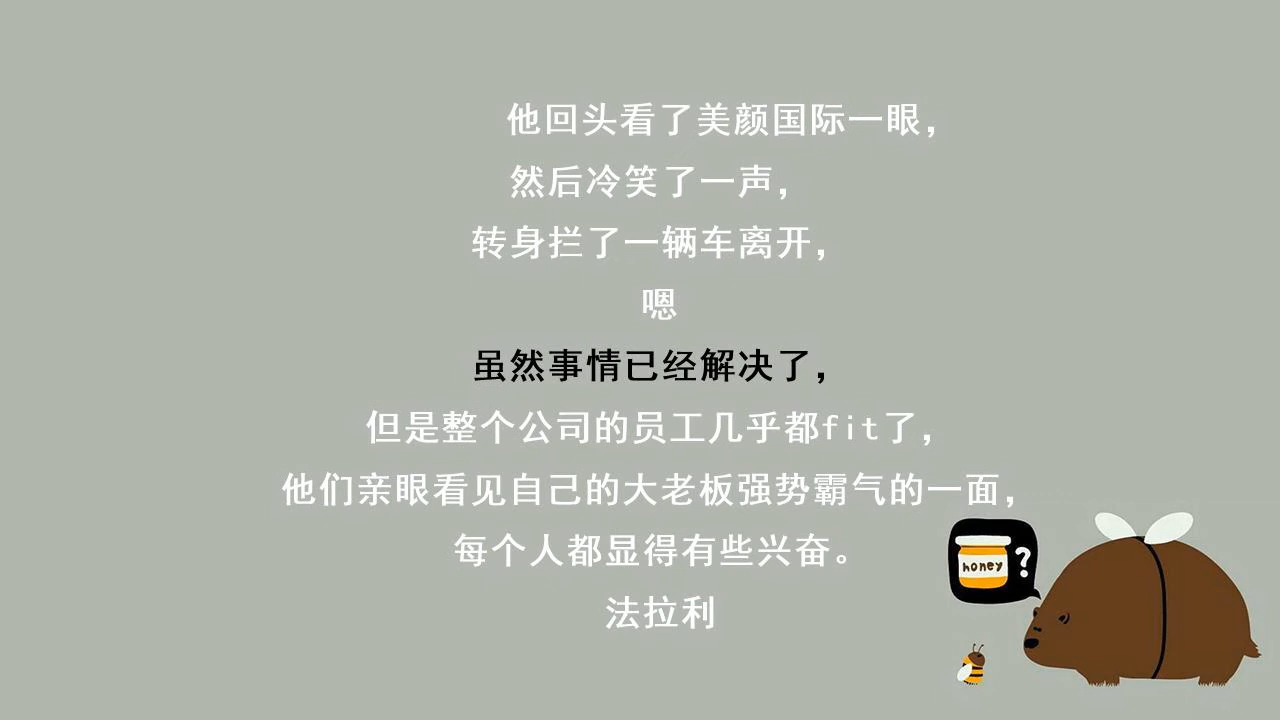 他回头看了美颜国际一眼，
然后冷笑了一声，
转身拦了一辆车离开，
嗯
虽然事情已经解决了，
但是整个公司的员工几乎都fit了，
他们亲眼看见自己的大老板强势霸气的一面，
每个人都显得有些兴奋。
法拉利
honey
?